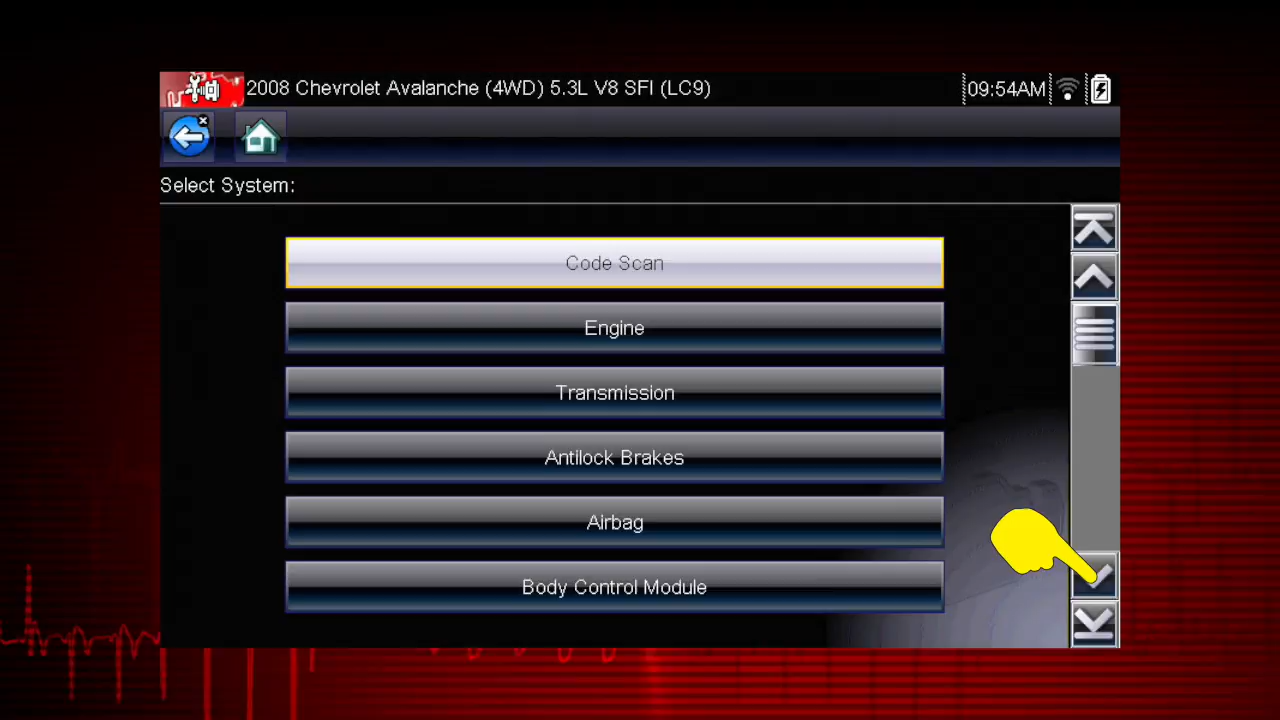 2008 Chevrolet Avalanche (4WD) 5.3L V8 SFI (LC9) 09:54AM
Select System:
Code Scan
Engine
Transmission
Antilock Brakes
Airbag
Body Control Module